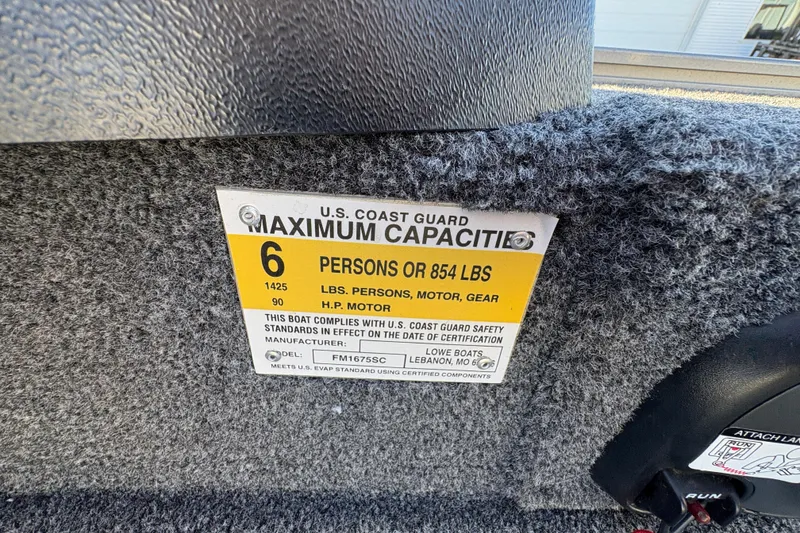 U.S. COAST GUARD
MAXIMUM CAPACITIES
6 PERSONS OR 854 LBS
1425 LBS. PERSONS, MOTOR, GEAR
90 H.P. MOTOR
THIS BOAT COMPLIES WITH U.S. COAST GUARD SAFETY
STANDARDS IN EFFECT ON THE DATE OF CERTIFICATION
MANUFACTURER: LOWE BOATS
DEL: FM1675SC LEBANON, MO
MEETS U.S. EVAP STANDARD USING CERTIFIED COMPONENTS
ATTACH
RUN
RUN